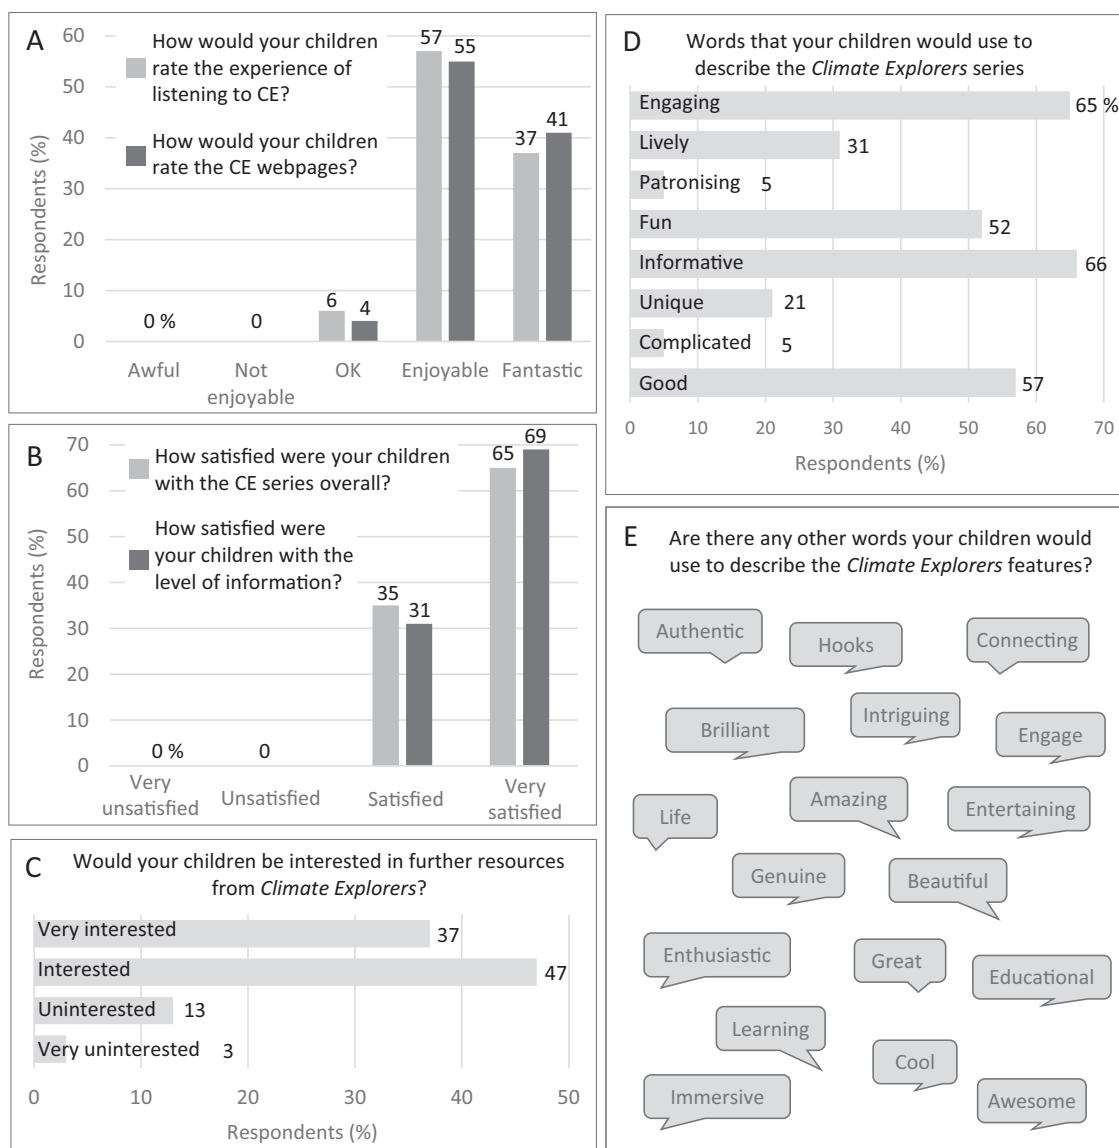 A
How would your children
rate the experience of
listening to CE?
How would your children
rate the CE webpages?
Respondents (%)
60
50
40
30
20
10
0
0 %
0
6
4
57
55
37
41
Awful
Not
enjoyable
OK
Enjoyable
Fantastic
B
How satisfied were your children
with the CE series overall?
How satisfied were
your children with the
level of information?
Respondents (%)
70
60
50
40
30
20
10
0
0 %
0
35
31
65
69
Very
unsatisfied
Unsatisfied
Satisfied
Very
satisfied
C
Would your children be interested in further resources
from Climate Explorers?
Very interested 37
Interested 47
Uninterested 13
Very uninterested 3
0 10 20 30 40 50
Respondents (%)
D
Words that your children would use to
describe the Climate Explorers series
Engaging 65 %
Lively 31
Patronising 5
Fun 52
Informative 66
Unique 21
Complicated 5
Good 57
0 10 20 30 40 50 60 70
Respondents (%)
E
Are there any other words your children would
use to describe the Climate Explorers features?
Authentic
Hooks
Connecting
Brilliant
Intriguing
Engage
Life
Amazing
Entertaining
Genuine
Beautiful
Enthusiastic
Great
Educational
Learning
Cool
Immersive
Awesome